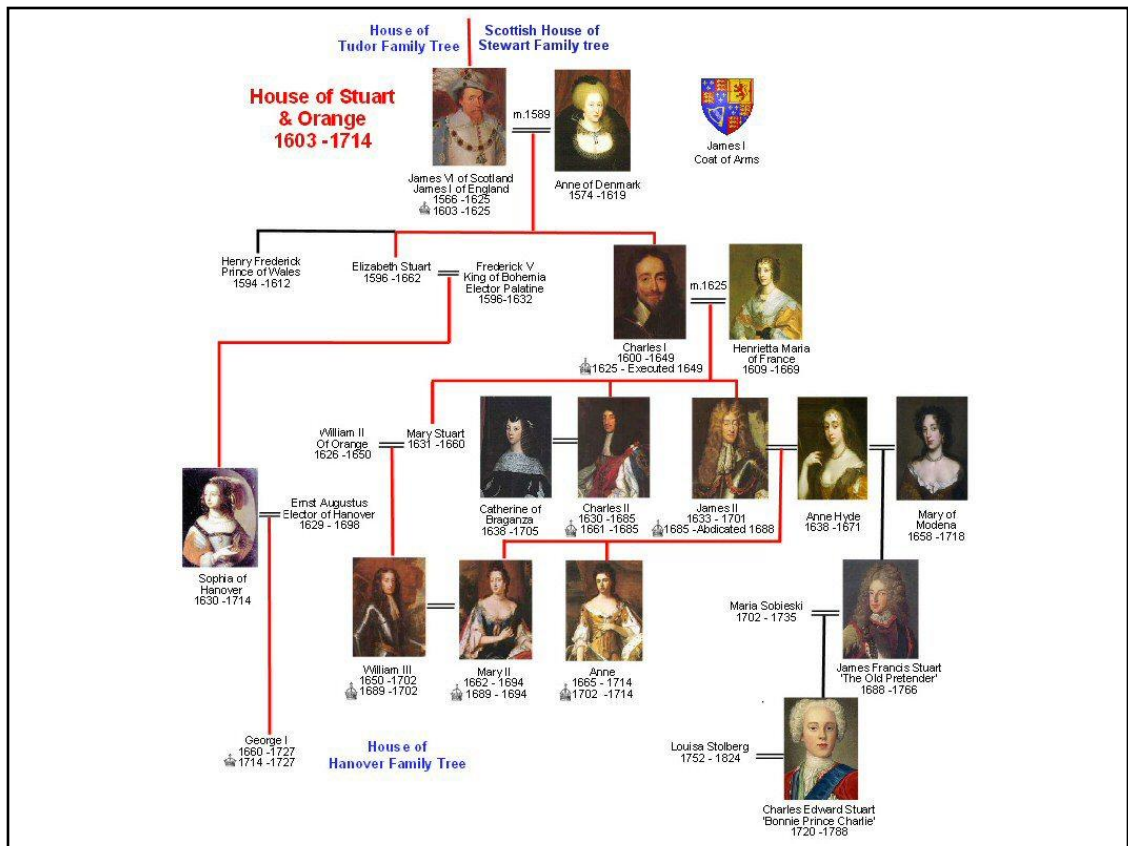 House of
Tudor Family Tree
Scottish House of
Stewart Family tree
House of Stuart
& Orange
1603 -1714
m.1589
James I
Coat of Arms
James VI of Scotland
James I of England
1566 -1625
1603 -1625
Anne of Denmark
1574 -1619
Henry Frederick
Prince of Wales
1594 -1612
Elizabeth Stuart
1596 -1662
Frederick V
King of Bohemia
Elector Palatine
1596-1632
m.1625
Charles I
1600 -1649
1625 - Executed 1649
Henrietta Maria
of France
1609 -1669
William II
Of Orange
1626 -1650
Mary Stuart
1631 -1660
Catherine of
Braganza
1638 -1705
Charles II
1630 -1685
1661 -1685
James II
1633 - 1701
1685 -Abdicated 1688
Anne Hyde
1638 -1671
Mary of
Modena
1658 -1718
Ernst Augustus
Elector of Hanover
1629 - 1698
Sophia of
Hanover
1630 -1714
William III
1650 -1702
1689 -1702
Mary II
1662 - 1694
1689 - 1694
Anne
1665 - 1714
1702 -1714
Maria Sobieski
1702 - 1735
James Francis Stuart
'The Old Pretender'
1688 -1766
George I
1660 -1727
1714 -1727
House of
Hanover Family Tree
Louisa Stolberg
1752 - 1824
Charles Edward Stuart
'Bonnie Prince Charlie'
1720 -1788